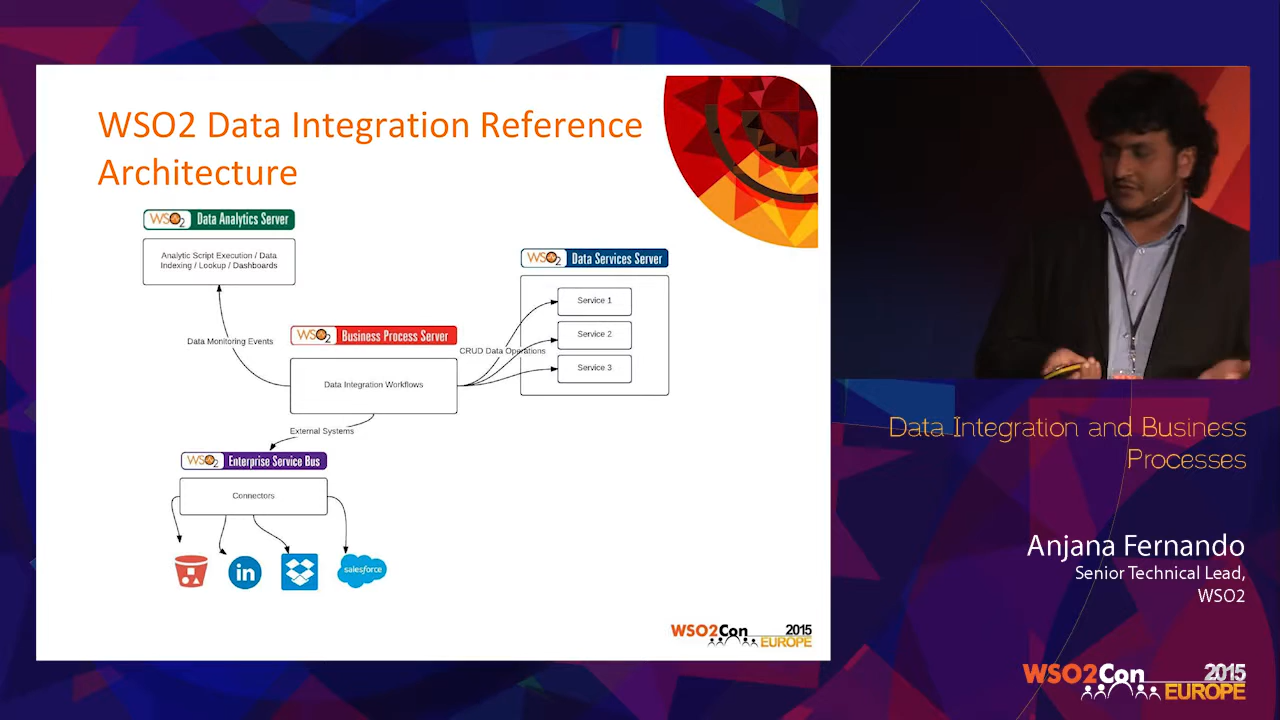 WSO2 Data Integration Reference
Architecture
WSO2 Data Analytics Server
Analytic Script Execution / Data
Indexing / Lookup / Dashboards
Data Monitoring Events
WSO2 Business Process Server
Data Integration Workflows
CRUD Data Operations
WSO2 Data Services Server
Service 1
Service 2
Service 3
External Systems
WSO2 Enterprise Service Bus
Connectors
in
salesforce
WSO2Con 2015
EUROPE
Data Integration and Business
Processes
Anjana Fernando
Senior Technical Lead,
WSO2
WSO2Con 2015
EUROPE